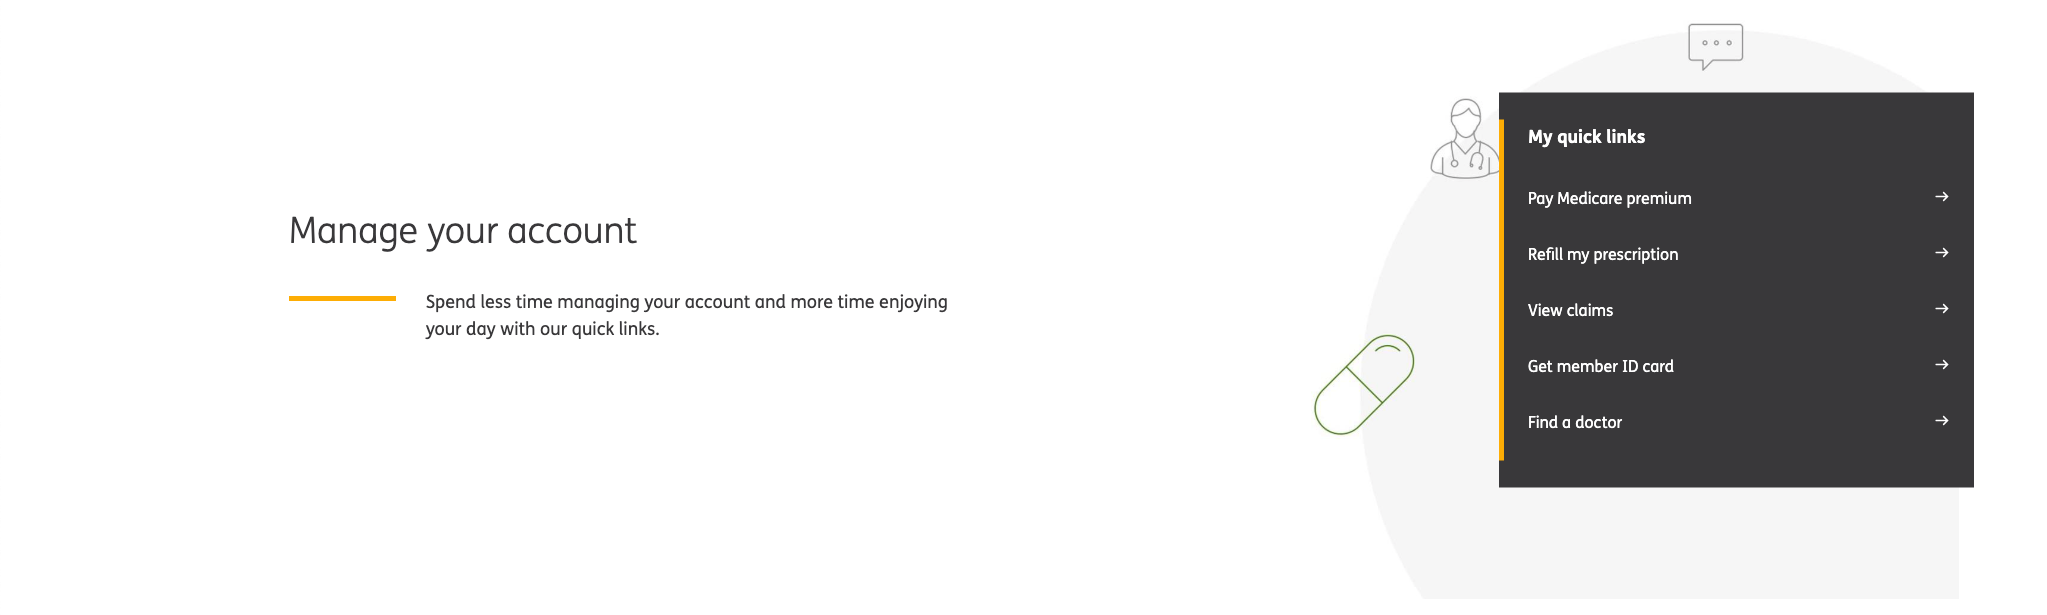 Manage your account
Spend less time managing your account and more time enjoying
your day with our quick links.
My quick links
Pay Medicare premium
Refill my prescription
View claims
Get member ID card
Find a doctor